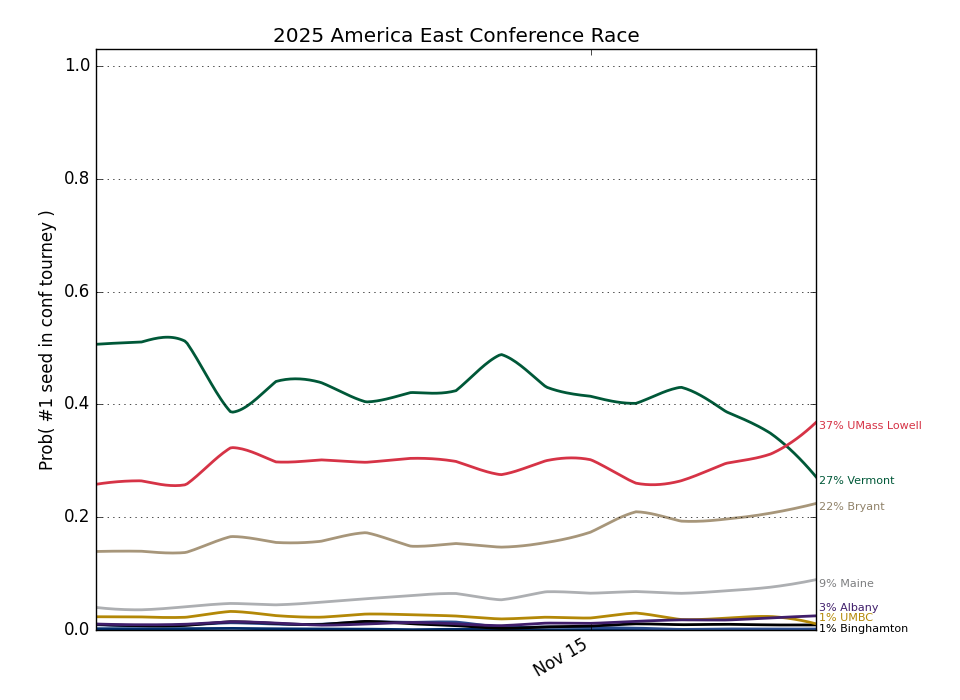 2025 America East Conference Race
Prob( #1 seed in conf tourney )
1.0
0.8
0.6
0.4
0.2
0.0
Nov 15
37% UMass Lowell
27% Vermont
22% Bryant
9% Maine
3% Albany
1% UMBC
1% Binghamton